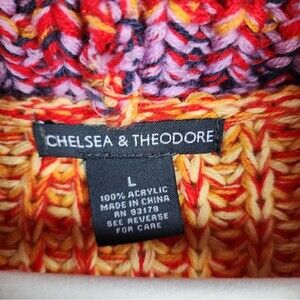 CHELSEA & THEODORE
L
100% ACRYLIC
MADE IN CHINA
RN 93179
SEE REVERSE
FOR CARE